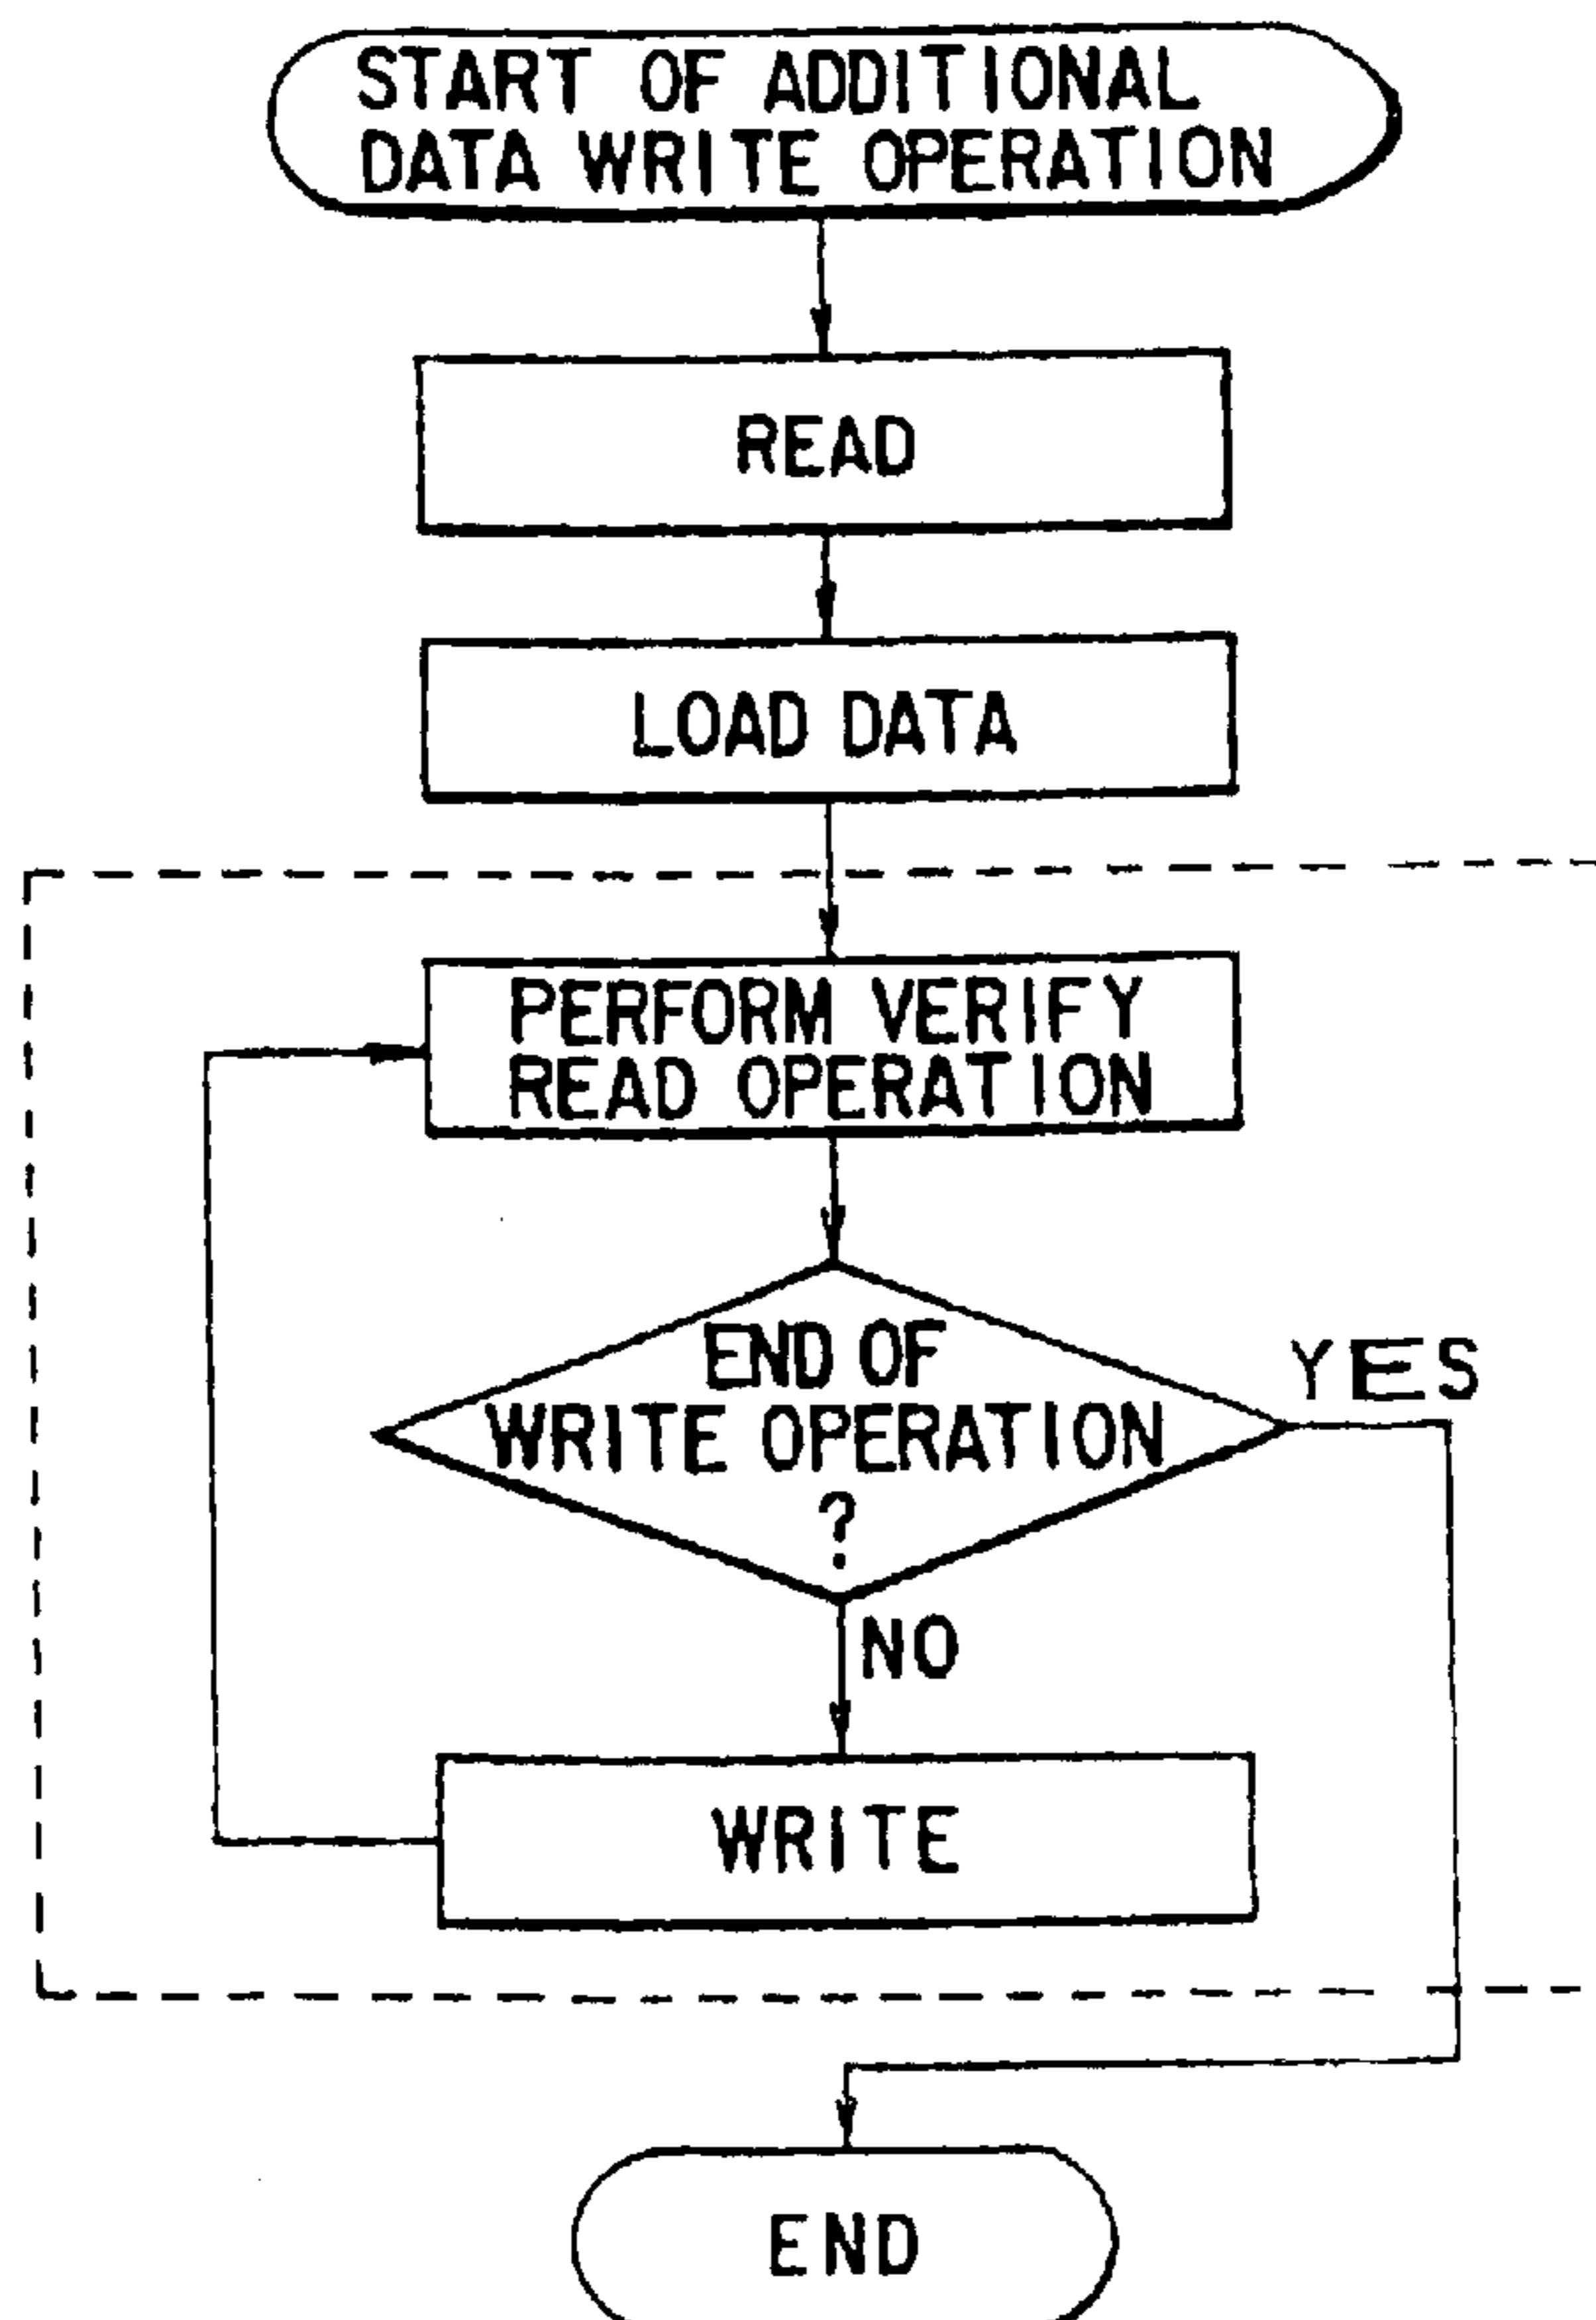 START OF ADDITIONAL
DATA WRITE OPERATION
READ
LOAD DATA
PERFORM VERIFY
READ OPERATION
END OF
WRITE OPERATION
?
YES
NO
WRITE
END